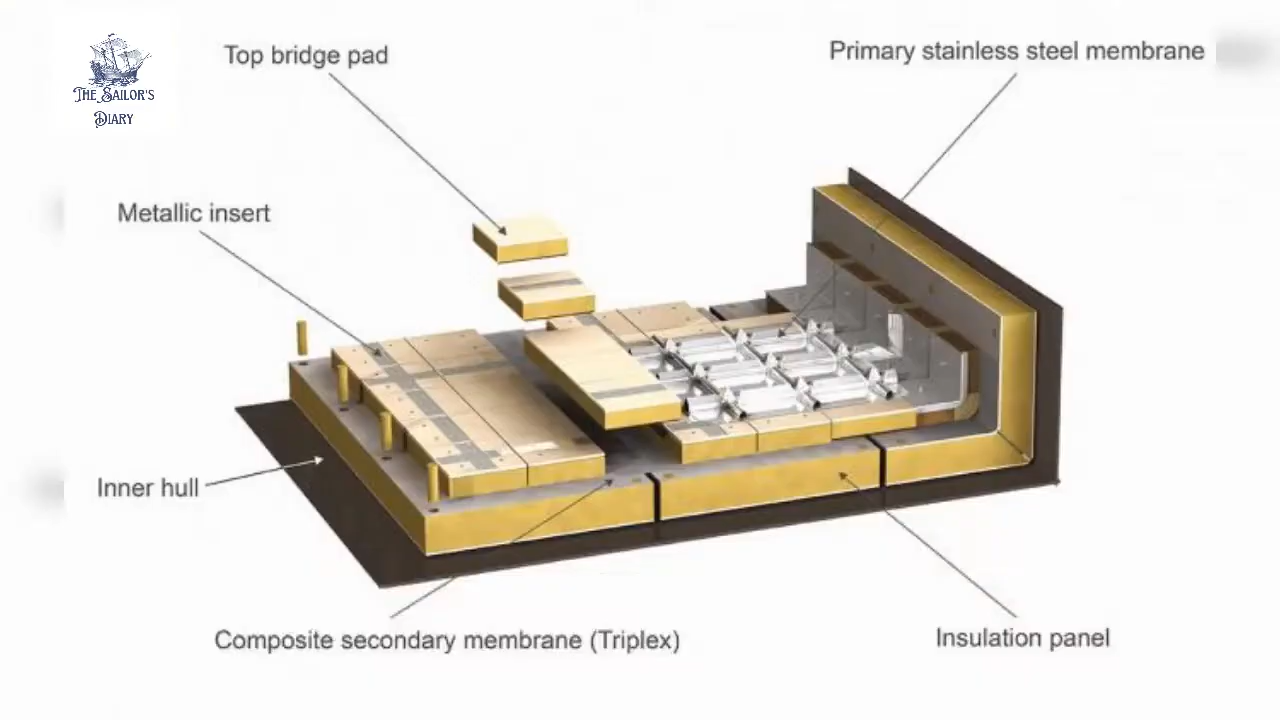 THE SAILOR'S
DIARY
Top bridge pad
Primary stainless steel membrane
Metallic insert
Inner hull
Composite secondary membrane (Triplex)
Insulation panel